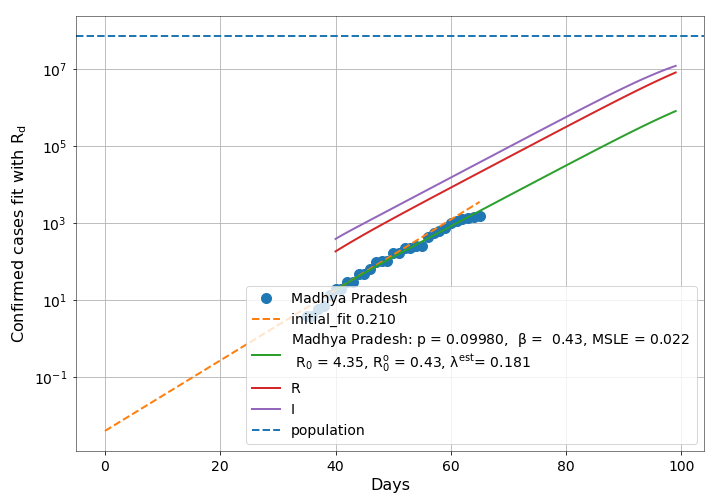 Confirmed cases fit with R_d
10^7
10^5
10^3
10^1
10^−1
Madhya Pradesh
initial_fit 0.210
Madhya Pradesh: p = 0.09980,  β =  0.43, MSLE = 0.022
R_0 = 4.35, R_0^o = 0.43, λ^est= 0.181
R
I
population
0 20 40 60 80 100
Days